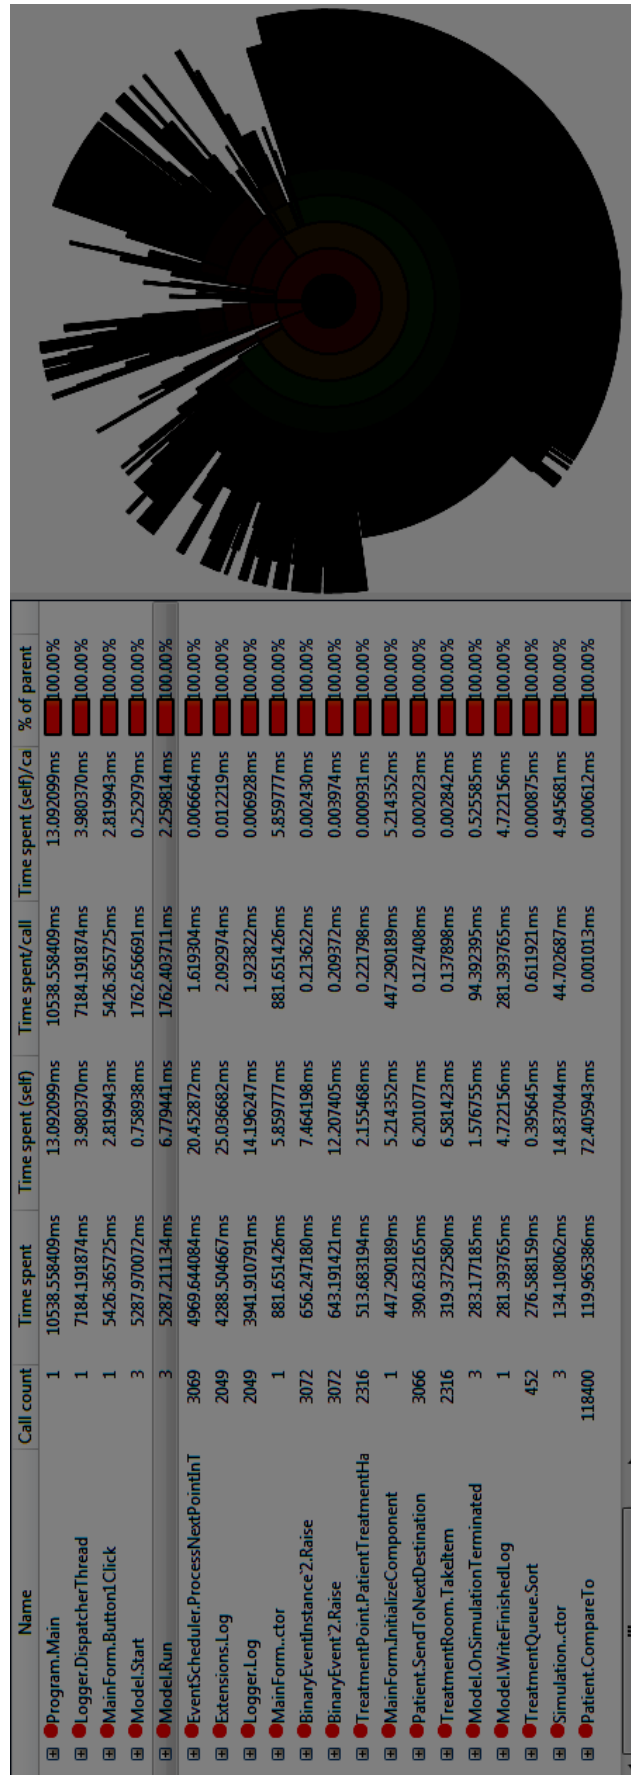 Name Call count Time spent Time spent (self) Time spent/call Time spent (self)/ca % of parent
Program.Main 1 10538.558409ms 13.092099ms 10538.558409ms 13.092099ms 100.00%
Logger.DispatcherThread 1 7184.191874ms 3.980370ms 7184.191874ms 3.980370ms 100.00%
MainForm.Button1Click 1 5426.365725ms 2.819943ms 5426.365725ms 2.819943ms 100.00%
Model.Start 3 5287.970072ms 0.758938ms 1762.656691ms 0.252979ms 100.00%
Model.Run 3 5287.211134ms 6.779441ms 1762.403711ms 2.259814ms 100.00%
EventScheduler.ProcessNextPointInT 3069 4969.644084ms 20.452872ms 1.619304ms 0.006664ms 100.00%
Extensions.Log 2049 4288.504667ms 25.036682ms 2.092974ms 0.012219ms 100.00%
Logger.Log 2049 3941.910791ms 14.196247ms 1.923822ms 0.006928ms 100.00%
MainForm..ctor 1 881.651426ms 5.859777ms 881.651426ms 5.859777ms 100.00%
BinaryEventInstance`2.Raise 3072 656.247180ms 7.464198ms 0.213622ms 0.002430ms 100.00%
BinaryEvent`2.Raise 3072 643.191421ms 12.207405ms 0.209372ms 0.003974ms 100.00%
TreatmentPoint.PatientTreatmentHa 2316 513.683194ms 2.155468ms 0.221798ms 0.000931ms 100.00%
MainForm.InitializeComponent 1 447.290189ms 5.214352ms 447.290189ms 5.214352ms 100.00%
Patient.SendToNextDestination 3066 390.632165ms 6.201077ms 0.127408ms 0.002023ms 100.00%
TreatmentRoom.TakeItem 2316 319.372580ms 6.581423ms 0.137898ms 0.002842ms 100.00%
Model.OnSimulationTerminated 3 283.177185ms 1.576755ms 94.392395ms 0.525585ms 100.00%
Model.WriteFinishedLog 1 281.393765ms 4.722156ms 281.393765ms 4.722156ms 100.00%
TreatmentQueue.Sort 452 276.588159ms 0.395645ms 0.611921ms 0.000875ms 100.00%
Simulation..ctor 3 134.108062ms 14.837044ms 44.702687ms 4.945681ms 100.00%
Patient.CompareTo 118400 119.965386ms 72.405943ms 0.001013ms 0.000612ms 100.00%